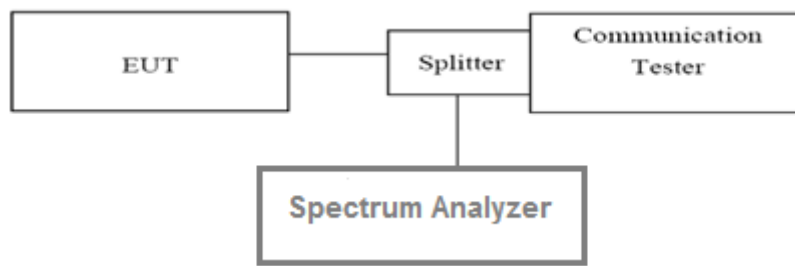 EUT
Splitter
Communication
Tester
Spectrum Analyzer